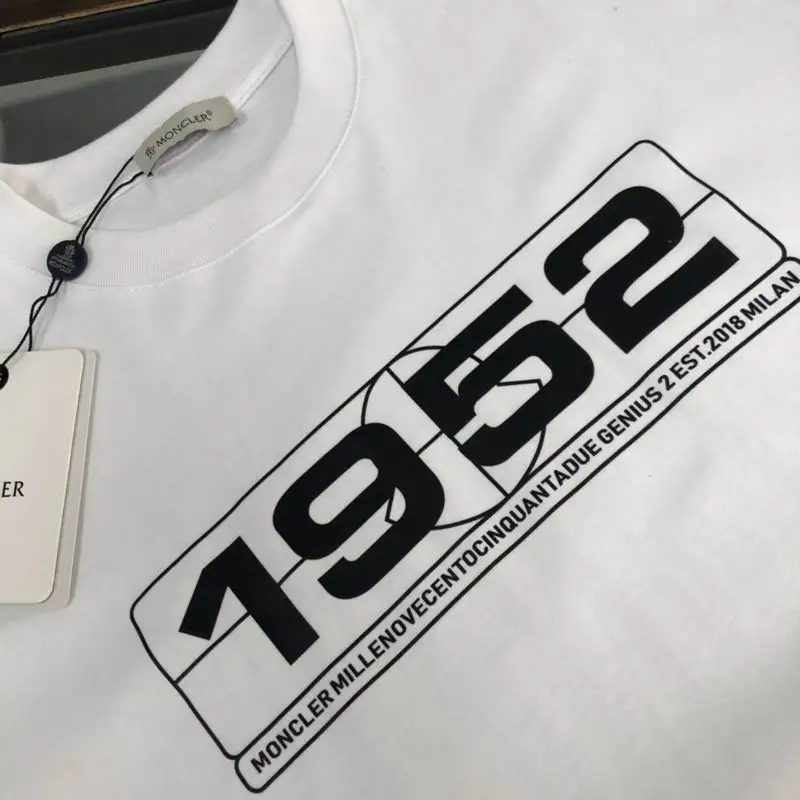 MONCLER
ER
1952
MONCLER MILLENOVECENTOCINQUANTADUE GENIUS 2 EST.2018 MILAN